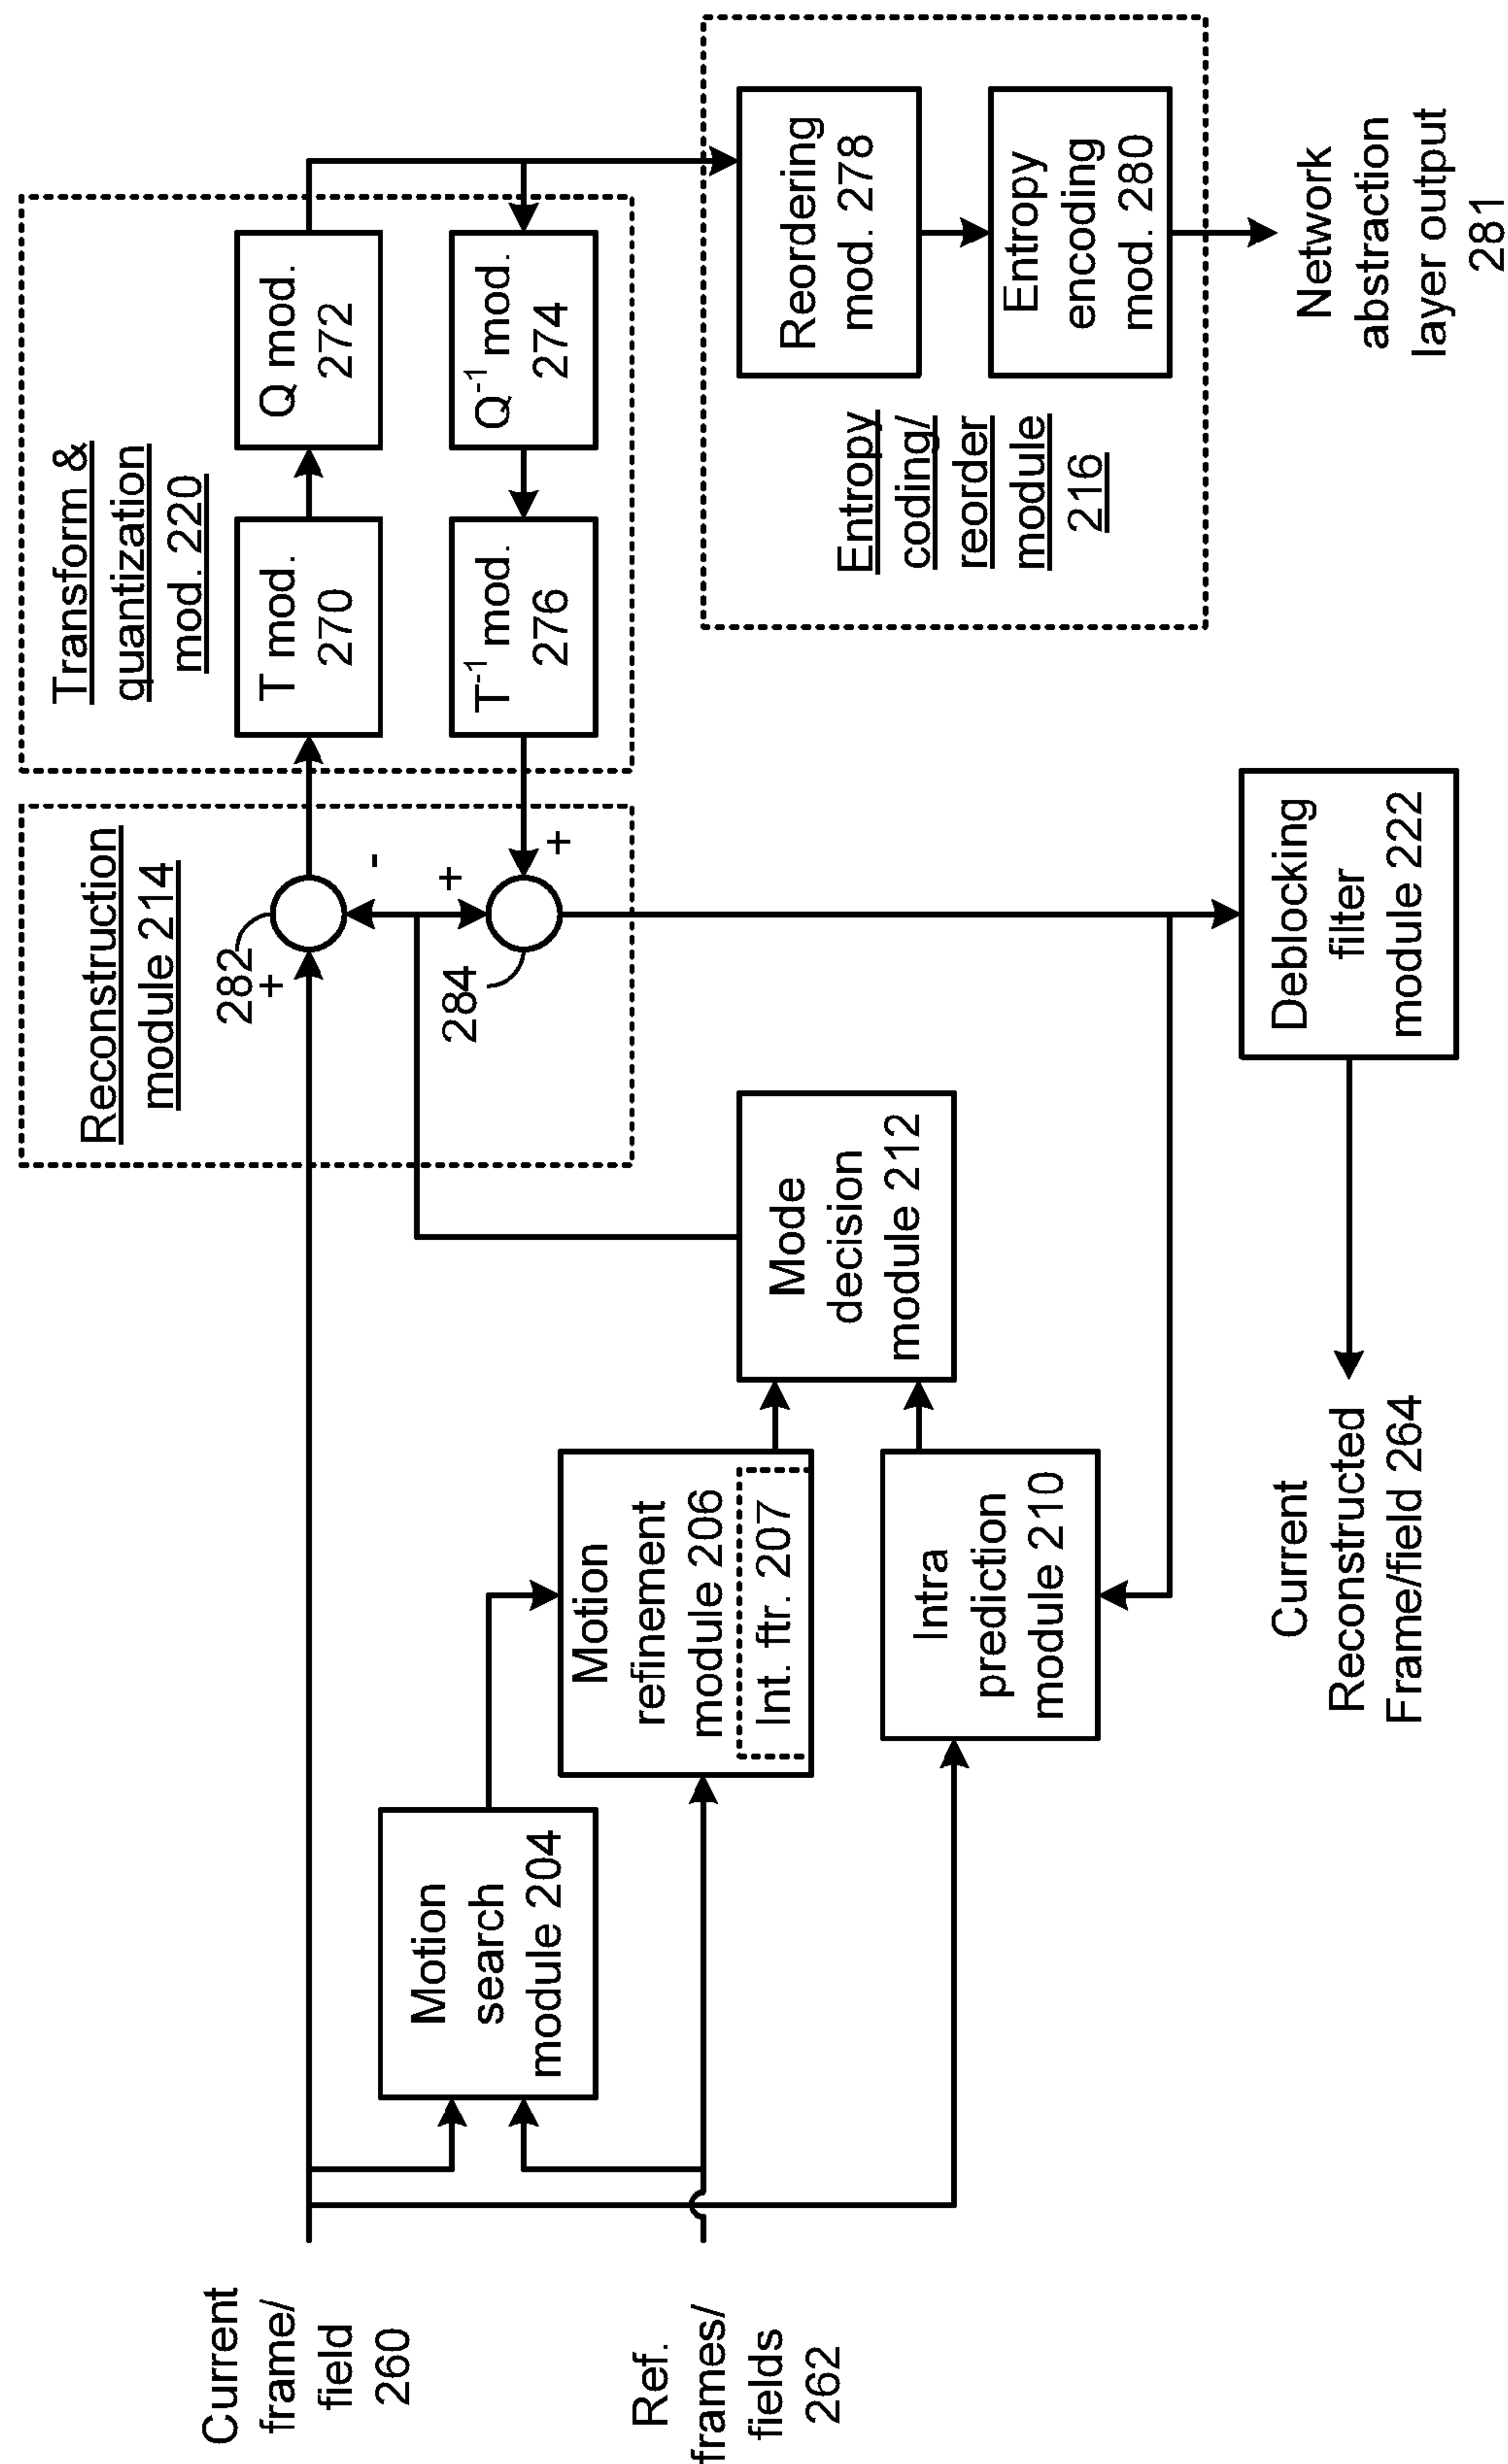 Current
frame/
field
260
Ref.
frames/
fields
262
Motion
search
module 204
Motion
refinement
module 206
Int. ftr. 207
Intra
prediction
module 210
Mode
decision
module 212
Reconstruction
module 214
282
+
-
284
+
+
Transform &
quantization
mod. 220
T mod.
270
Q mod.
272
T-1 mod.
276
Q-1 mod.
274
Entropy
coding/
reorder
module
216
Reordering
mod. 278
Entropy
encoding
mod. 280
Network
abstraction
layer output
281
Deblocking
filter
module 222
Current
Reconstructed
Frame/field 264